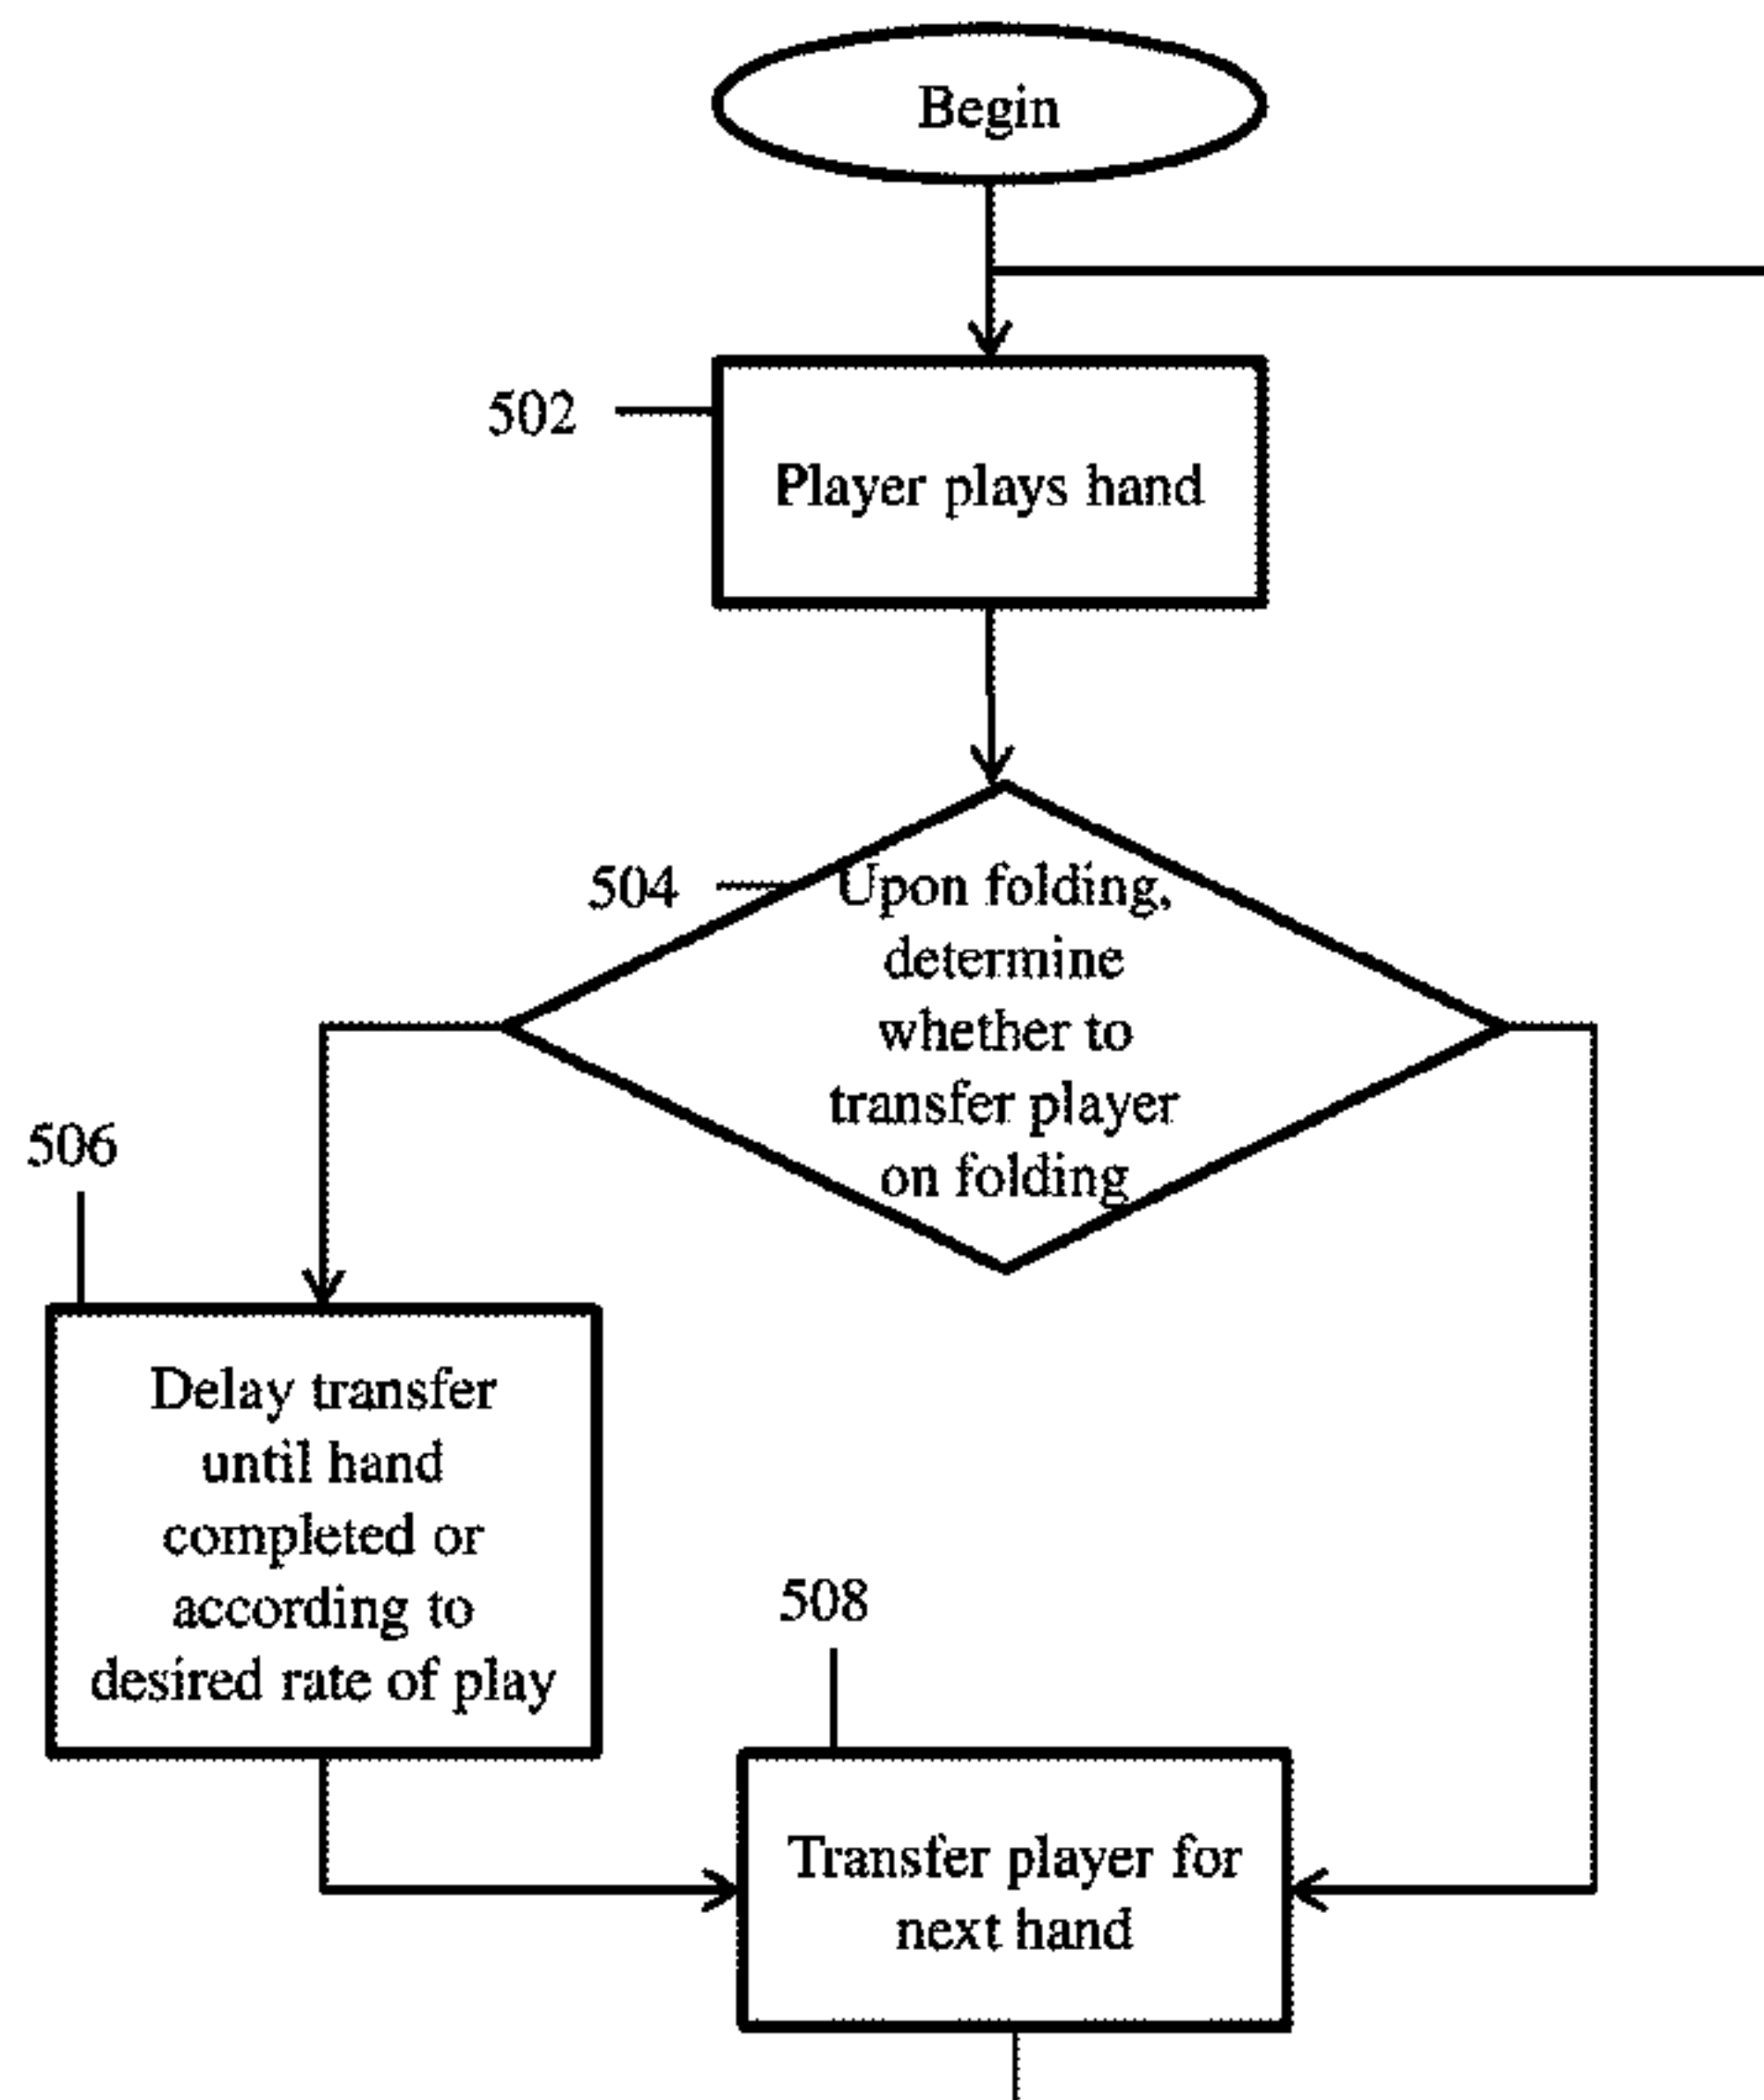 Begin
502
Player plays hand
504
Upon folding,
determine
whether to
transfer player
on folding
506
Delay transfer
until hand
completed or
according to
desired rate of play
508
Transfer player for
next hand